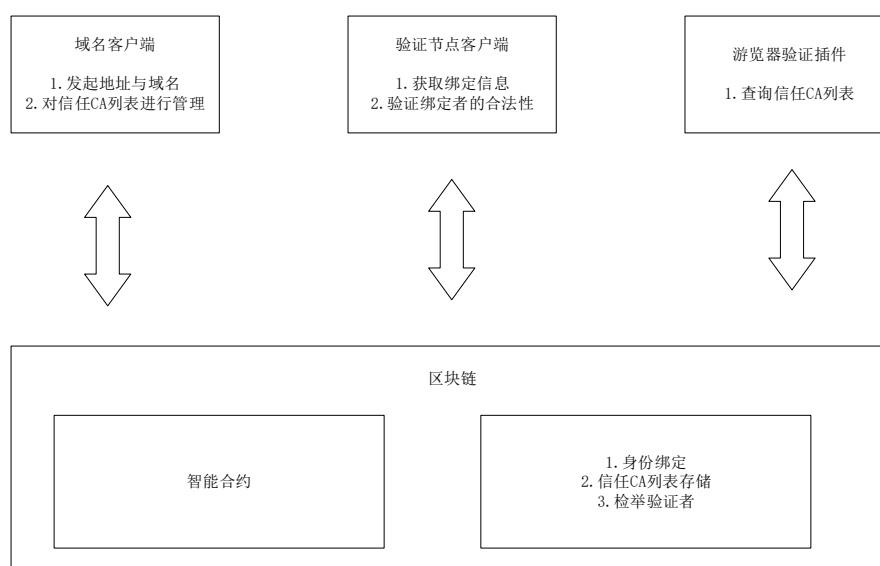 域名客户端
1.发起地址与域名
2.对信任CA列表进行管理
验证节点客户端
1.获取绑定信息
2.验证绑定者的合法性
游览器验证插件
1.查询信任CA列表
区块链
智能合约
1.身份绑定
2.信任CA列表存储
3.检举验证者